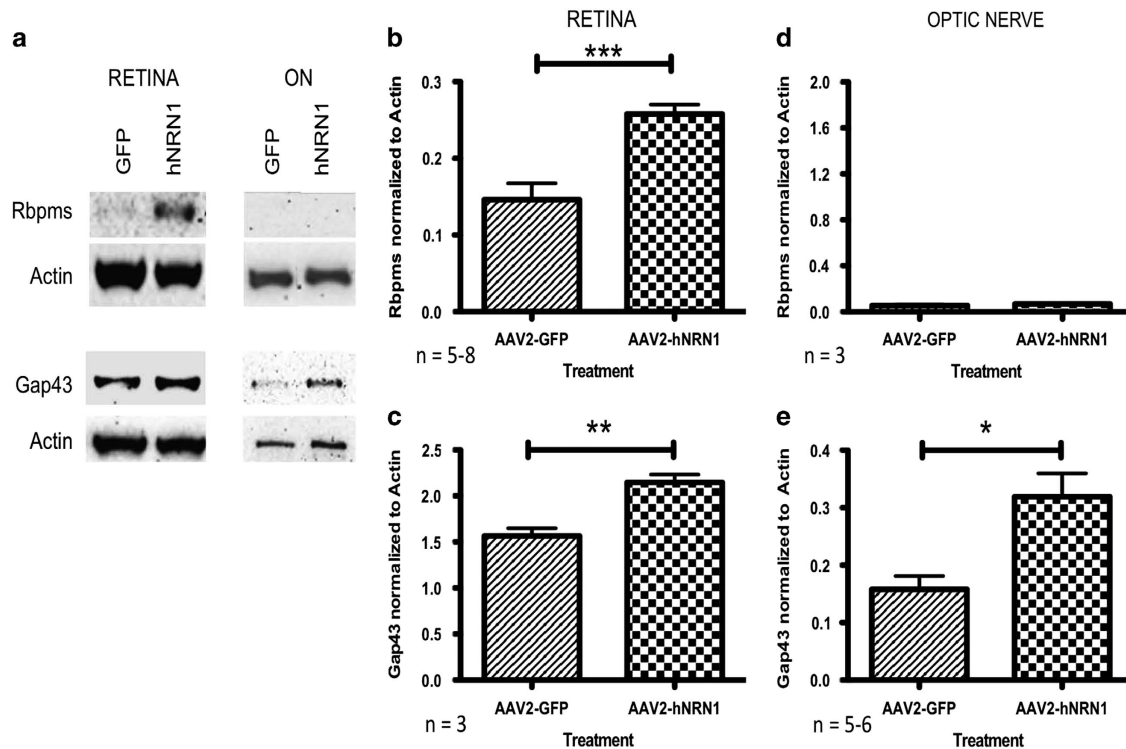 a
RETINA
ON
GFP
hNRN1
GFP
hNRN1
Rbpms
Actin
Gap43
Actin
RETINA
b
***
Rbpms normalized to Actin
0.3
0.2
0.1
0.0
AAV2-GFP
AAV2-hNRN1
n = 5-8
Treatment
c
**
Gap43 normalized to Actin
2.5
2.0
1.5
1.0
0.5
0.0
AAV2-GFP
AAV2-hNRN1
n = 3
Treatment
OPTIC NERVE
d
Rbpms normalized to Actin
2.0
1.6
1.2
0.8
0.4
0.0
AAV2-GFP
AAV2-hNRN1
n = 3
Treatment
e
*
Gap43 normalized to Actin
0.4
0.3
0.2
0.1
0.0
AAV2-GFP
AAV2-hNRN1
n = 5-6
Treatment